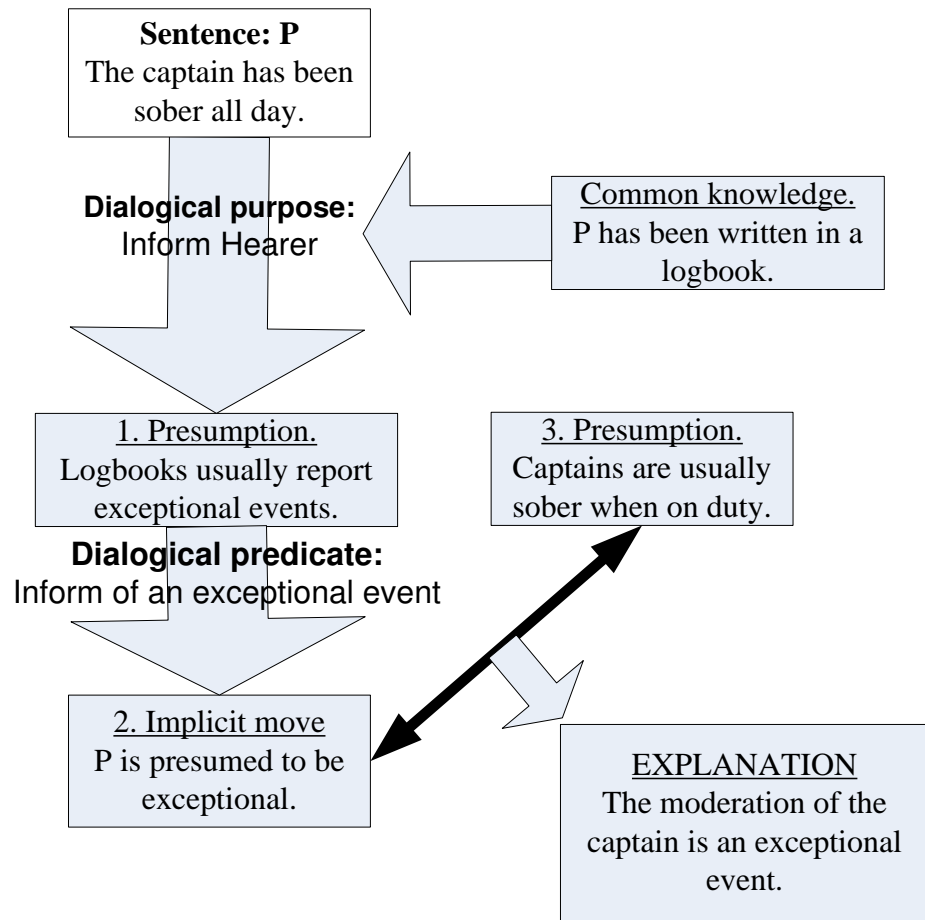 Sentence: P
The captain has been
sober all day.
Dialogical purpose:
Inform Hearer
Common knowledge.
P has been written in a
logbook.
1. Presumption.
Logbooks usually report
exceptional events.
3. Presumption.
Captains are usually
sober when on duty.
Dialogical predicate:
Inform of an exceptional event
2. Implicit move
P is presumed to be
exceptional.
EXPLANATION
The moderation of the
captain is an exceptional
event.